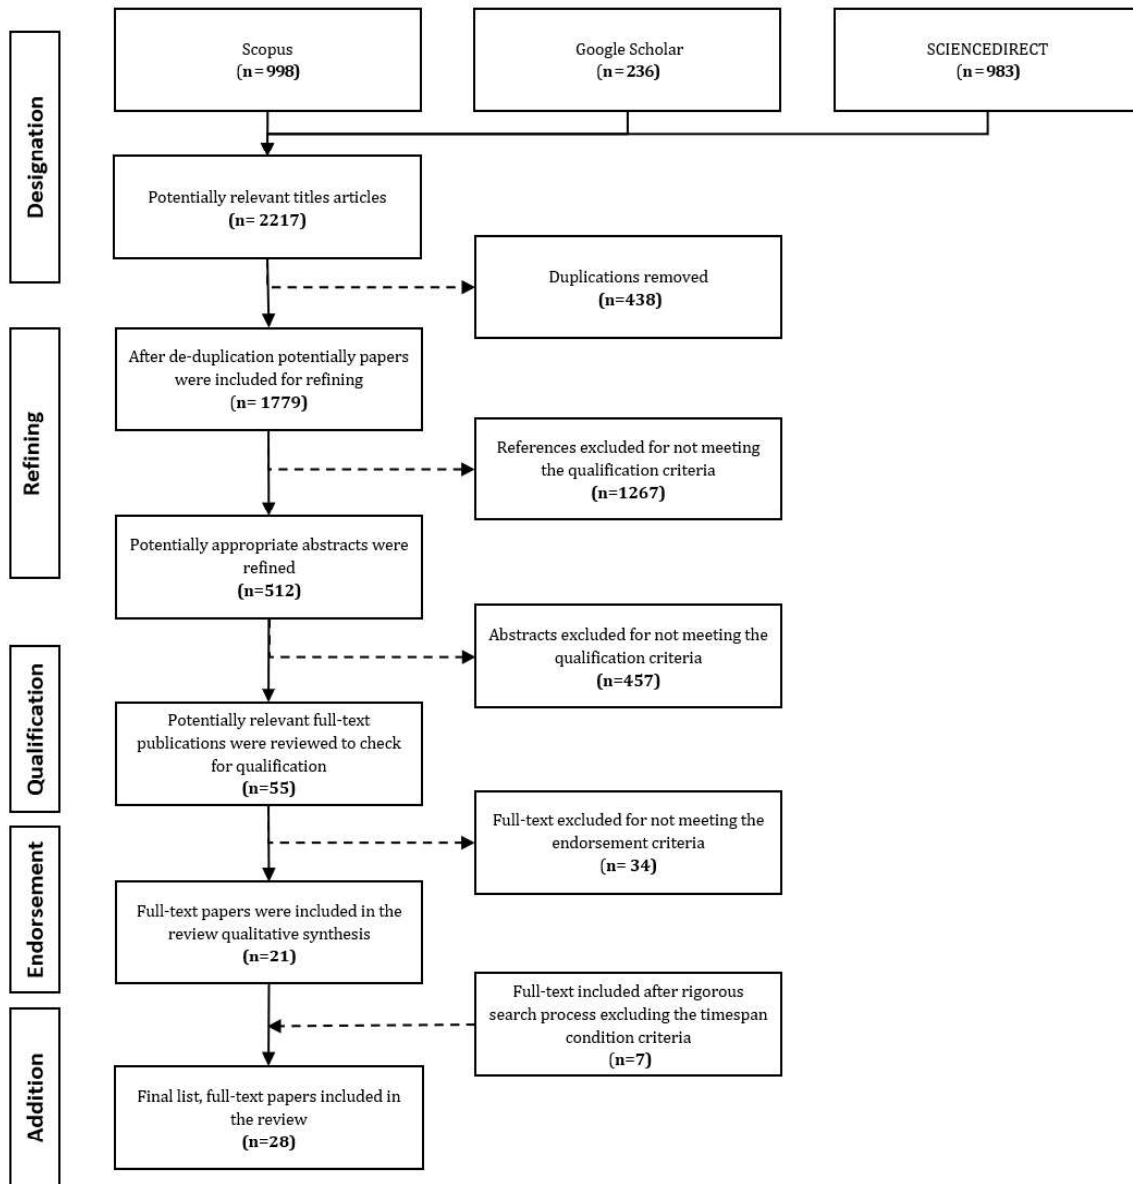 Scopus
(n=998)
Google Scholar
(n=236)
SCIENCEDIRECT
(n=983)
Designation
Potentially relevant titles articles
(n= 2217)
Duplications removed
(n=438)
Refining
After de-duplication potentially papers
were included for refining
(n= 1779)
References excluded for not meeting
the qualification criteria
(n=1267)
Potentially appropriate abstracts were
refined
(n=512)
Abstracts excluded for not meeting the
qualification criteria
(n=457)
Qualification
Potentially relevant full-text
publications were reviewed to check
for qualification
(n=55)
Full-text excluded for not meeting the
endorsement criteria
(n= 34)
Endorsement
Full-text papers were included in the
review qualitative synthesis
(n=21)
Full-text included after rigorous
search process excluding the timespan
condition criteria
(n=7)
Addition
Final list, full-text papers included in
the review
(n=28)